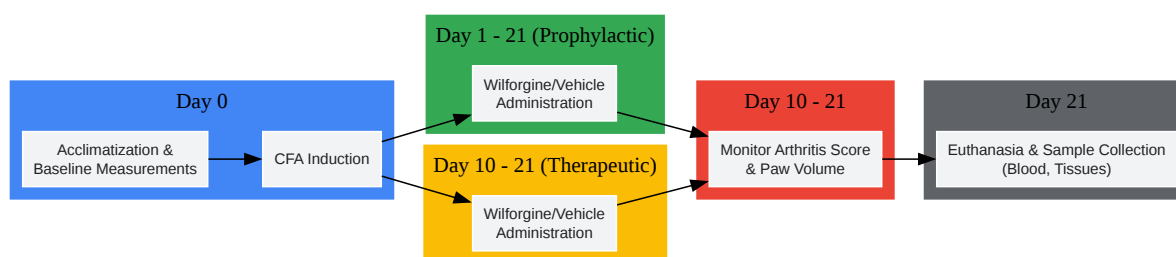 Day 0
Acclimatization &
Baseline Measurements
CFA Induction
Day 1 - 21 (Prophylactic)
Wilforgine/Vehicle
Administration
Day 10 - 21 (Therapeutic)
Wilforgine/Vehicle
Administration
Day 10 - 21
Monitor Arthritis Score
& Paw Volume
Day 21
Euthanasia & Sample Collection
(Blood, Tissues)